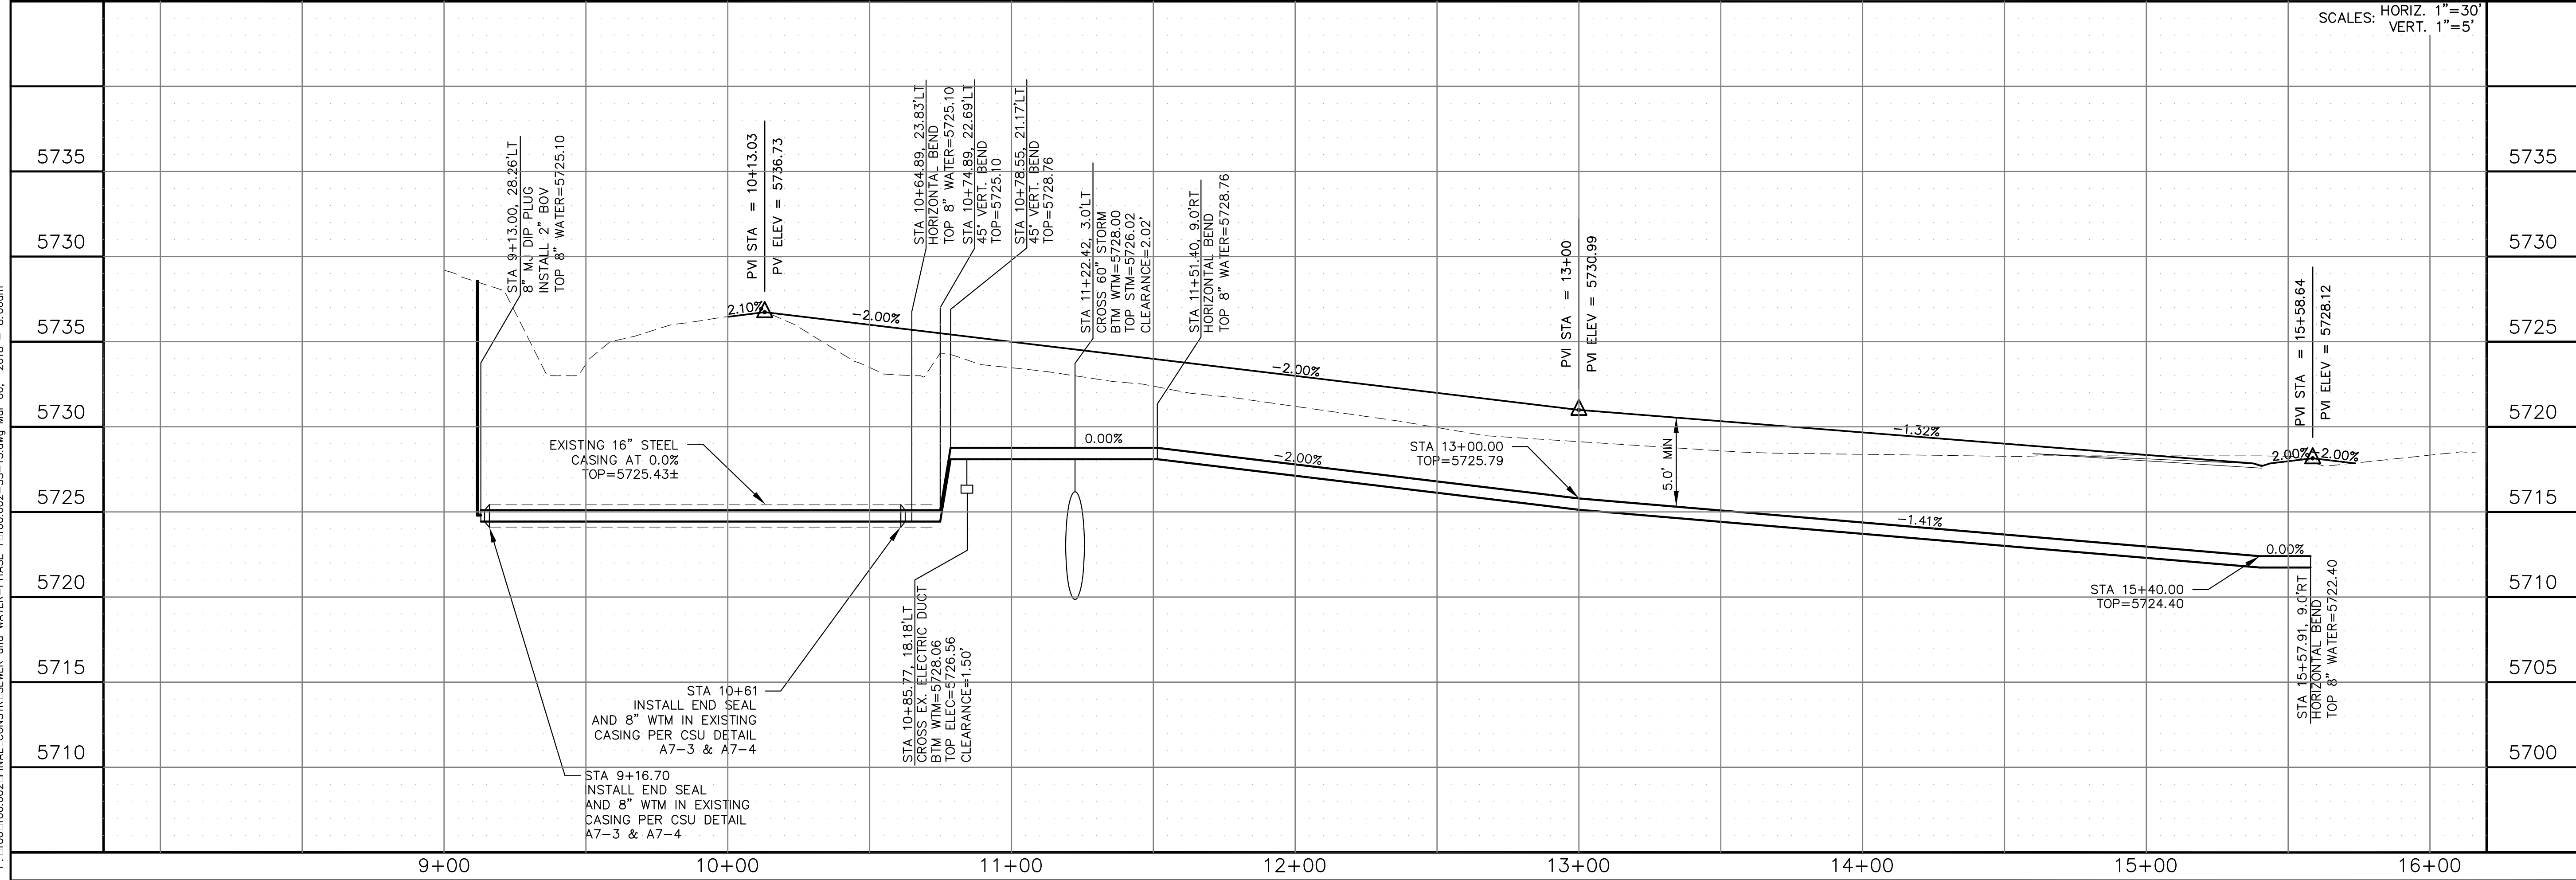 SCALES: HORIZ. 1"=30'
VERT. 1"=5'
5735
5730
5735
5730
5725
5720
5715
5710
5735
5730
5725
5720
5715
5710
5705
5700
STA 9+13.00, 28.26'LT
8" MJ DIP PLUG
INSTALL 2" BOV
TOP 8" WATER=5725.10
PVI STA = 10+13.03
PVI ELEV = 5736.73
STA 10+64.89, 23.83'LT
HORIZONTAL BEND
TOP 8" WATER=5725.10
STA 10+74.89, 22.69'LT
45° VERT. BEND
TOP=5725.10
STA 10+78.55, 21.17'LT
45° VERT. BEND
TOP=5728.76
STA 11+22.42, 3.0'LT
CROSS 60" STORM
BTM WTM=5728.00
TOP STM=5726.02
CLEARANCE=2.02'
STA 11+51.40, 9.0'RT
HORIZONTAL BEND
TOP 8" WATER=5728.76
PVI STA = 13+00
PVI ELEV = 5730.99
PVI STA = 15+58.64
PVI ELEV = 5728.12
2.10%
-2.00%
-2.00%
-1.32%
2.00%
-2.00%
EXISTING 16" STEEL
CASING AT 0.0%
TOP=5725.43±
0.00%
-2.00%
STA 13+00.00
TOP=5725.79
5.0' MIN
-1.41%
0.00%
STA 15+40.00
TOP=5724.40
STA 15+57.91, 9.0'RT
HORIZONTAL BEND
TOP 8" WATER=5722.40
STA 10+85.77, 18.18'LT
CROSS EX. ELECTRIC DUCT
BTM WTM=5728.06
TOP ELEC=5726.56
CLEARANCE=1.50'
STA 10+61
INSTALL END SEAL
AND 8" WTM IN EXISTING
CASING PER CSU DETAIL
A7-3 & A7-4
STA 9+16.70
INSTALL END SEAL
AND 8" WTM IN EXISTING
CASING PER CSU DETAIL
A7-3 & A7-4
9+00
10+00
11+00
12+00
13+00
14+00
15+00
16+00